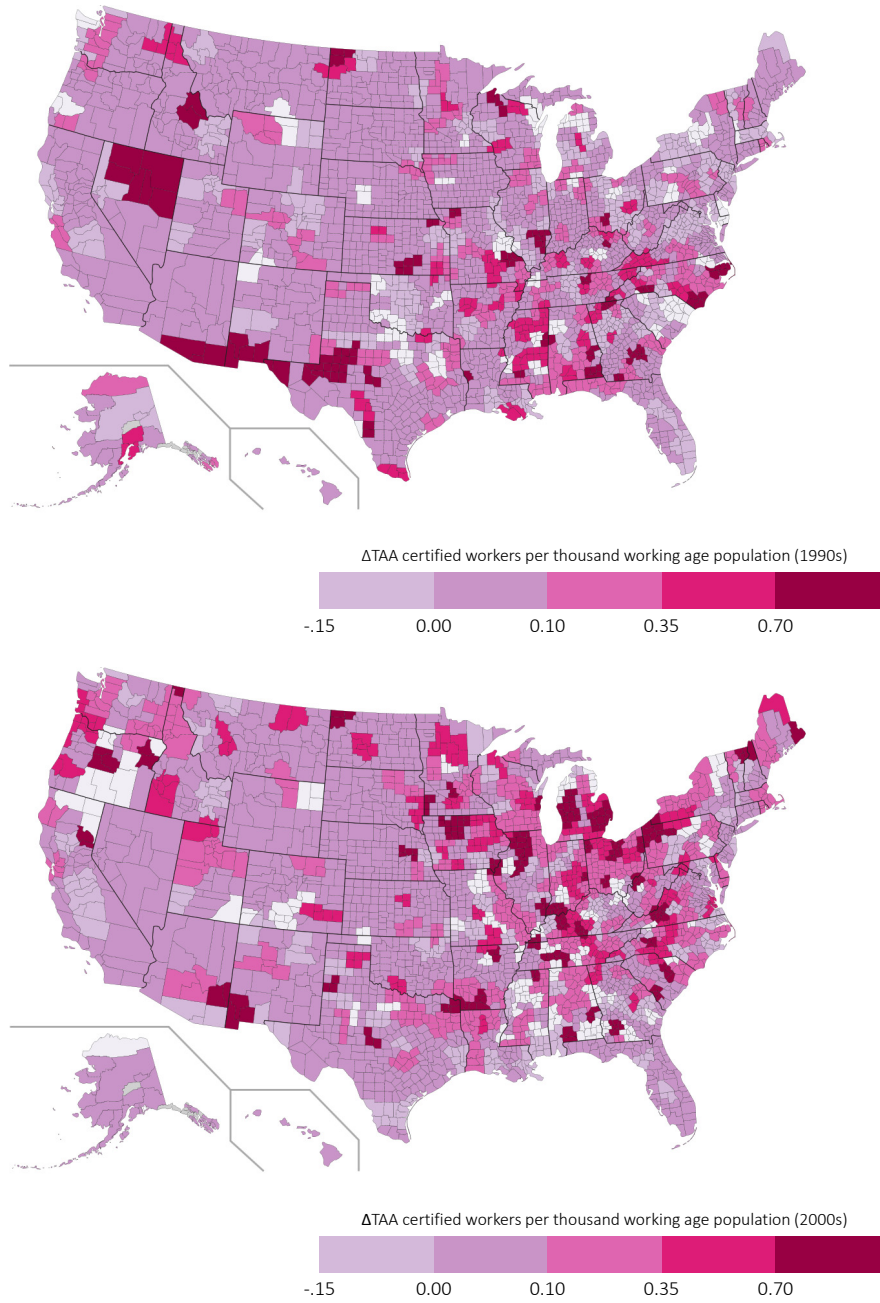 ΔTAA certified workers per thousand working age population (1990s)
-.15 0.00 0.10 0.35 0.70
ΔTAA certified workers per thousand working age population (2000s)
-.15 0.00 0.10 0.35 0.70